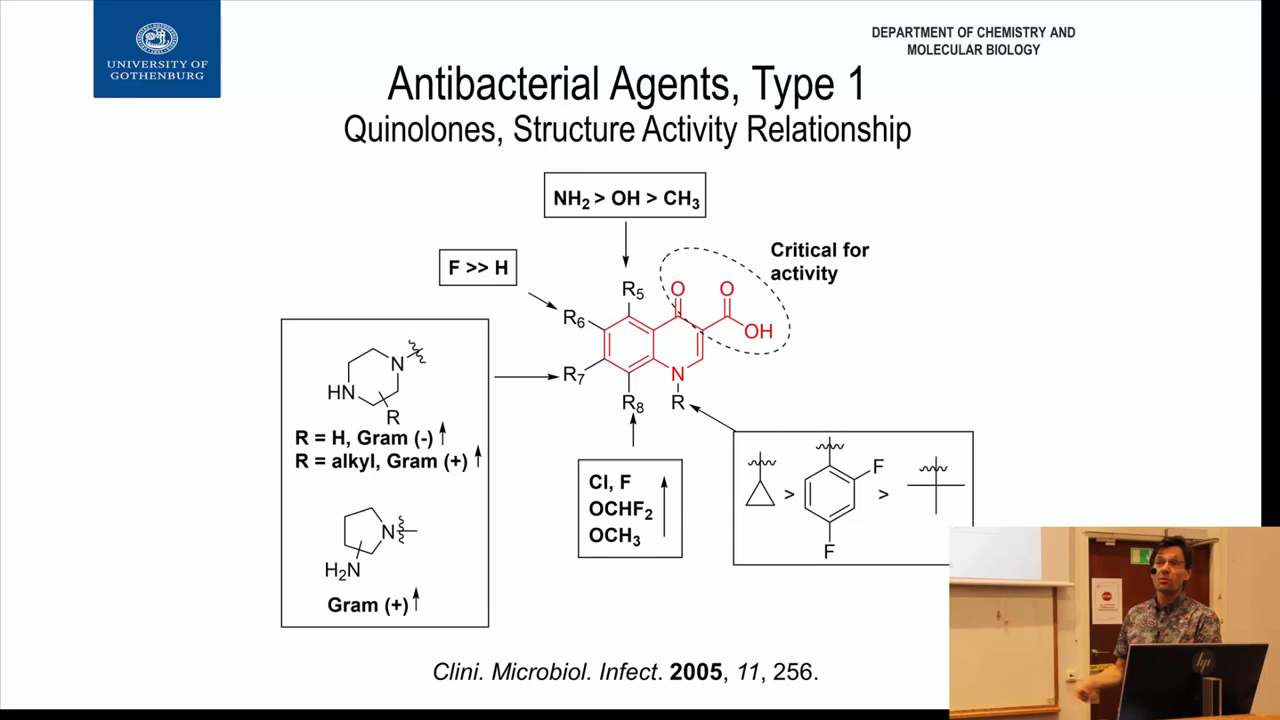 UNIVERSITY OF
GOTHENBURG
DEPARTMENT OF CHEMISTRY AND
MOLECULAR BIOLOGY
Antibacterial Agents, Type 1
Quinolones, Structure Activity Relationship
NH2 > OH > CH3
Critical for
activity
F >> H
R5
O
O
R6
OH
R7
N
R8
R
N
HN
R
R = H, Gram (-)
R = alkyl, Gram (+)
N
H2N
Gram (+)
Cl, F
OCHF2
OCH3
>
F
F
>
Clini. Microbiol. Infect. 2005, 11, 256.
hp